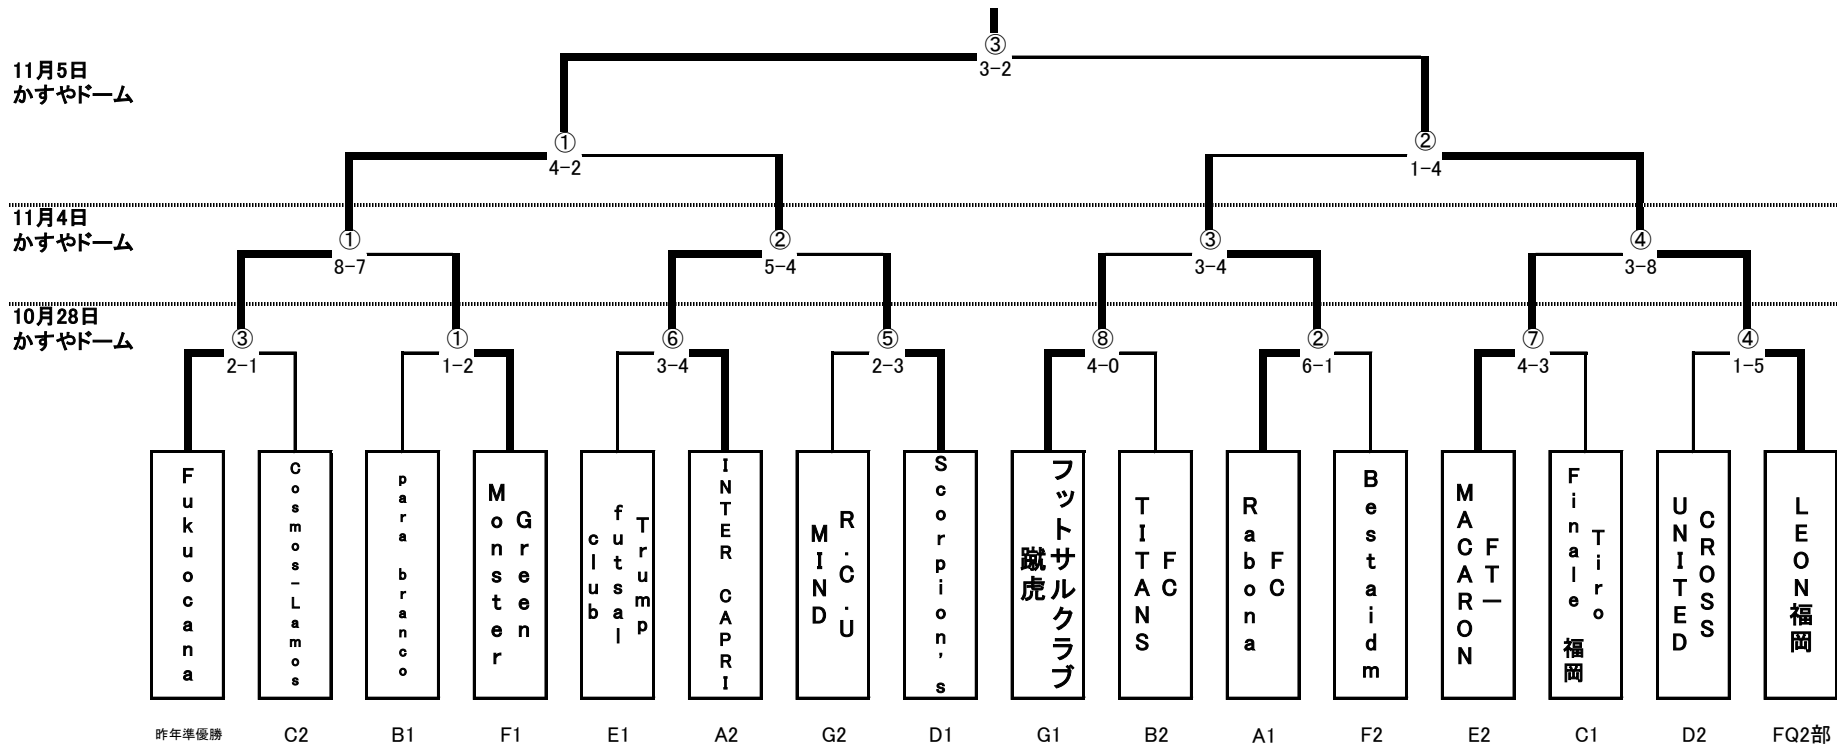 ③
3-2
11月5日
かすやドーム
①
4-2
②
1-4
11月4日
かすやドーム
①
8-7
②
5-4
③
3-4
④
3-8
10月28日
かすやドーム
③
2-1
①
1-2
⑥
3-4
⑤
2-3
⑧
4-0
②
6-1
⑦
4-3
④
1-5
Fukuocana
Cosmos-Lamos
para branco
Green
Monster
Trump
futsal
club
INTER CAPRI
R.C.U
MIND
Scorpion's
フットサルクラブ
蹴虎
FC
TITANS
FC
Rabona
Bestaidm
FTー
MACARON
Tiro
Finale 福岡
CROSS
UNITED
LEON福岡
昨年準優勝
C2
B1
F1
E1
A2
G2
D1
G1
B2
A1
F2
E2
C1
D2
FQ2部